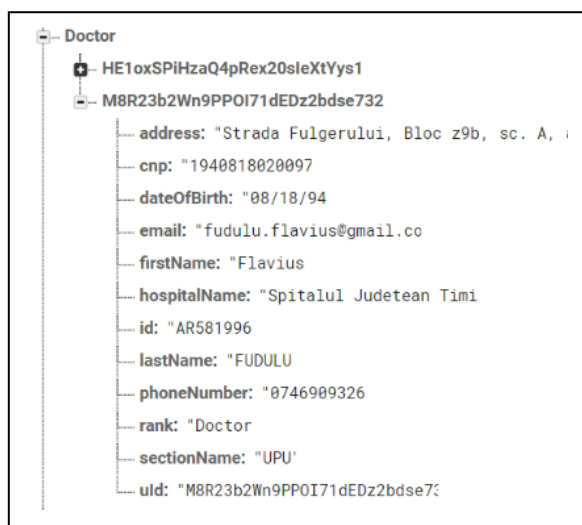 Doctor
HE1oxSPiHzaQ4pRex20sIeXtYys1
M8R23b2Wn9PPOI71dEDz2bdse732
address: "Strada Fulgerului, Bloc z9b, sc. A,
cnp: "1940818020097
dateOfBirth: "08/18/94
email: "fudulu.flavius@gmail.co
firstName: "Flavius
hospitalName: "Spitalul Judetean Timi
id: "AR581996
lastName: "FUDULU
phoneNumber: "0746909326
rank: "Doctor
sectionName: "UPU"
uId: "M8R23b2Wn9PPOI71dEDz2bdse73